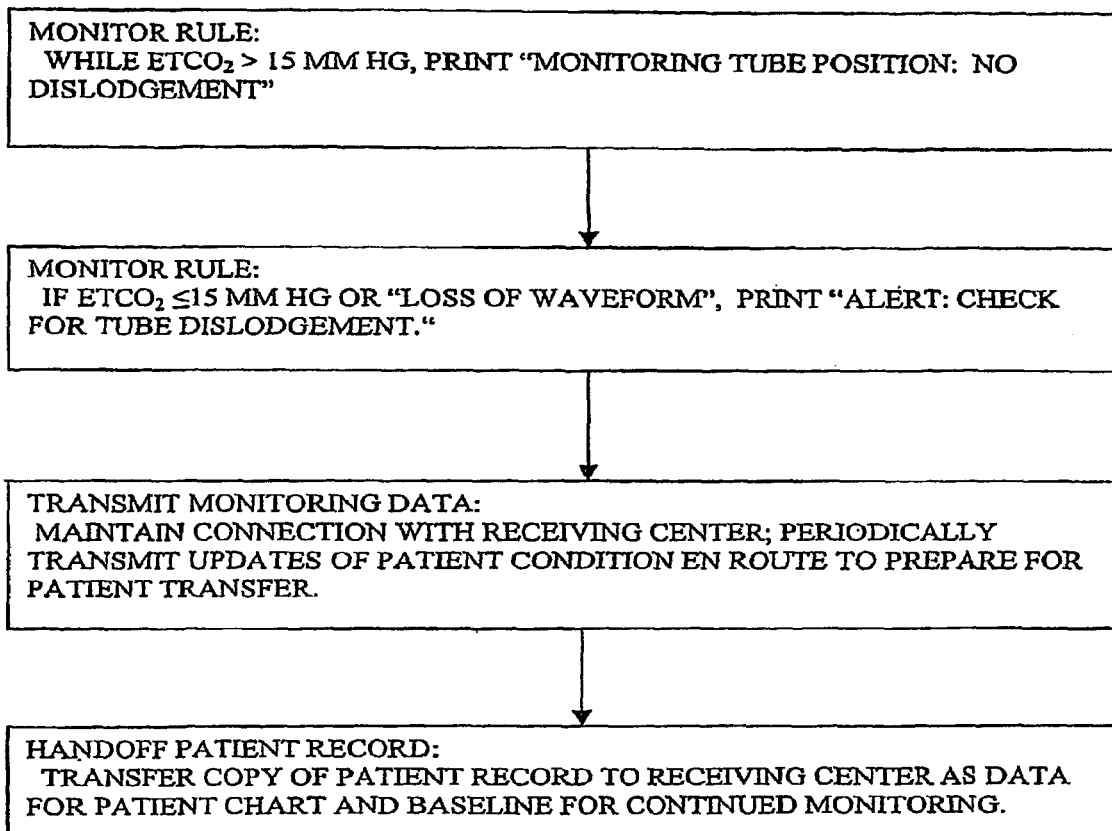 MONITOR RULE:
WHILE ETCO₂ > 15 MM HG, PRINT “MONITORING TUBE POSITION: NO
DISLODGEMENT”
MONITOR RULE:
IF ETCO₂ ≤15 MM HG OR “LOSS OF WAVEFORM”, PRINT “ALERT: CHECK
FOR TUBE DISLODGEMENT.“
TRANSMIT MONITORING DATA:
MAINTAIN CONNECTION WITH RECEIVING CENTER; PERIODICALLY
TRANSMIT UPDATES OF PATIENT CONDITION EN ROUTE TO PREPARE FOR
PATIENT TRANSFER.
HANDOFF PATIENT RECORD:
TRANSFER COPY OF PATIENT RECORD TO RECEIVING CENTER AS DATA
FOR PATIENT CHART AND BASELINE FOR CONTINUED MONITORING.